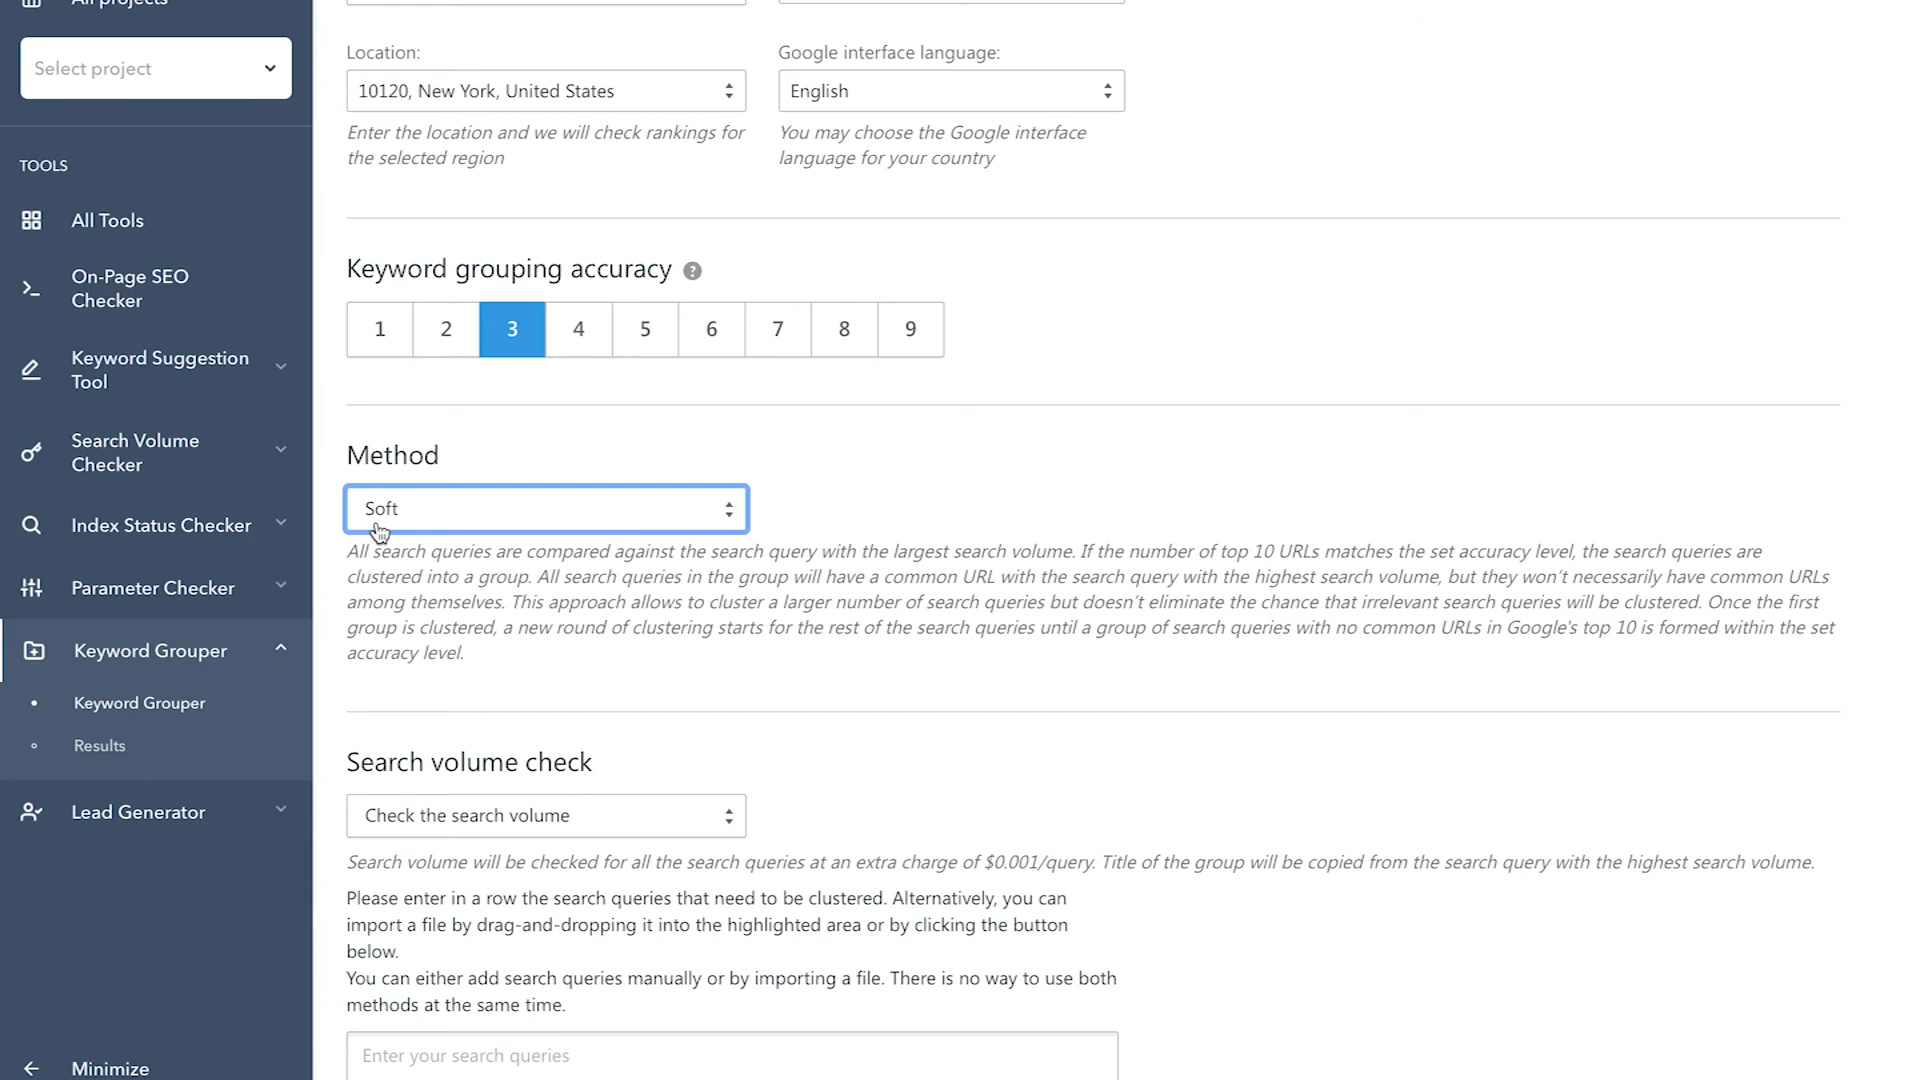 All projects
Select project
TOOLS
All Tools
On-Page SEO
Checker
Keyword Suggestion
Tool
Search Volume
Checker
Index Status Checker
Parameter Checker
Keyword Grouper
Keyword Grouper
Results
Lead Generator
Minimize
Location:
10120, New York, United States
Enter the location and we will check rankings for
the selected region
Google interface language:
English
You may choose the Google interface
language for your country
Keyword grouping accuracy ?
1 2 3 4 5 6 7 8 9
Method
Soft
All search queries are compared against the search query with the largest search volume. If the number of top 10 URLs matches the set accuracy level, the search queries are
clustered into a group. All search queries in the group will have a common URL with the search query with the highest search volume, but they won't necessarily have common URLs
among themselves. This approach allows to cluster a larger number of search queries but doesn't eliminate the chance that irrelevant search queries will be clustered. Once the first
group is clustered, a new round of clustering starts for the rest of the search queries until a group of search queries with no common URLs in Google's top 10 is formed within the set
accuracy level.
Search volume check
Check the search volume
Search volume will be checked for all the search queries at an extra charge of $0.001/query. Title of the group will be copied from the search query with the highest search volume.
Please enter in a row the search queries that need to be clustered. Alternatively, you can
import a file by drag-and-dropping it into the highlighted area or by clicking the button
below.
You can either add search queries manually or by importing a file. There is no way to use both
methods at the same time.
Enter your search queries